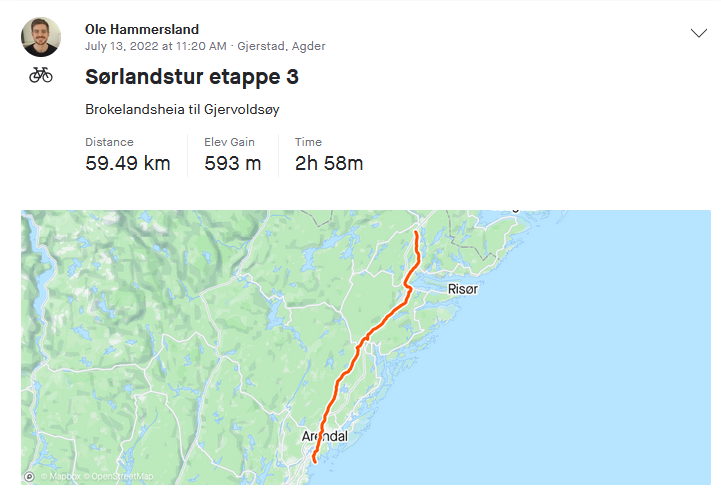 Ole Hammersland
July 13, 2022 at 11:20 AM · Gjerstad, Agder
Sørlandstur etappe 3
Brokelandsheia til Gjervoldsøy
Distance Elev Gain Time
59.49 km 593 m 2h 58m
Risør
Arendal
© Mapbox © OpenStreetMap